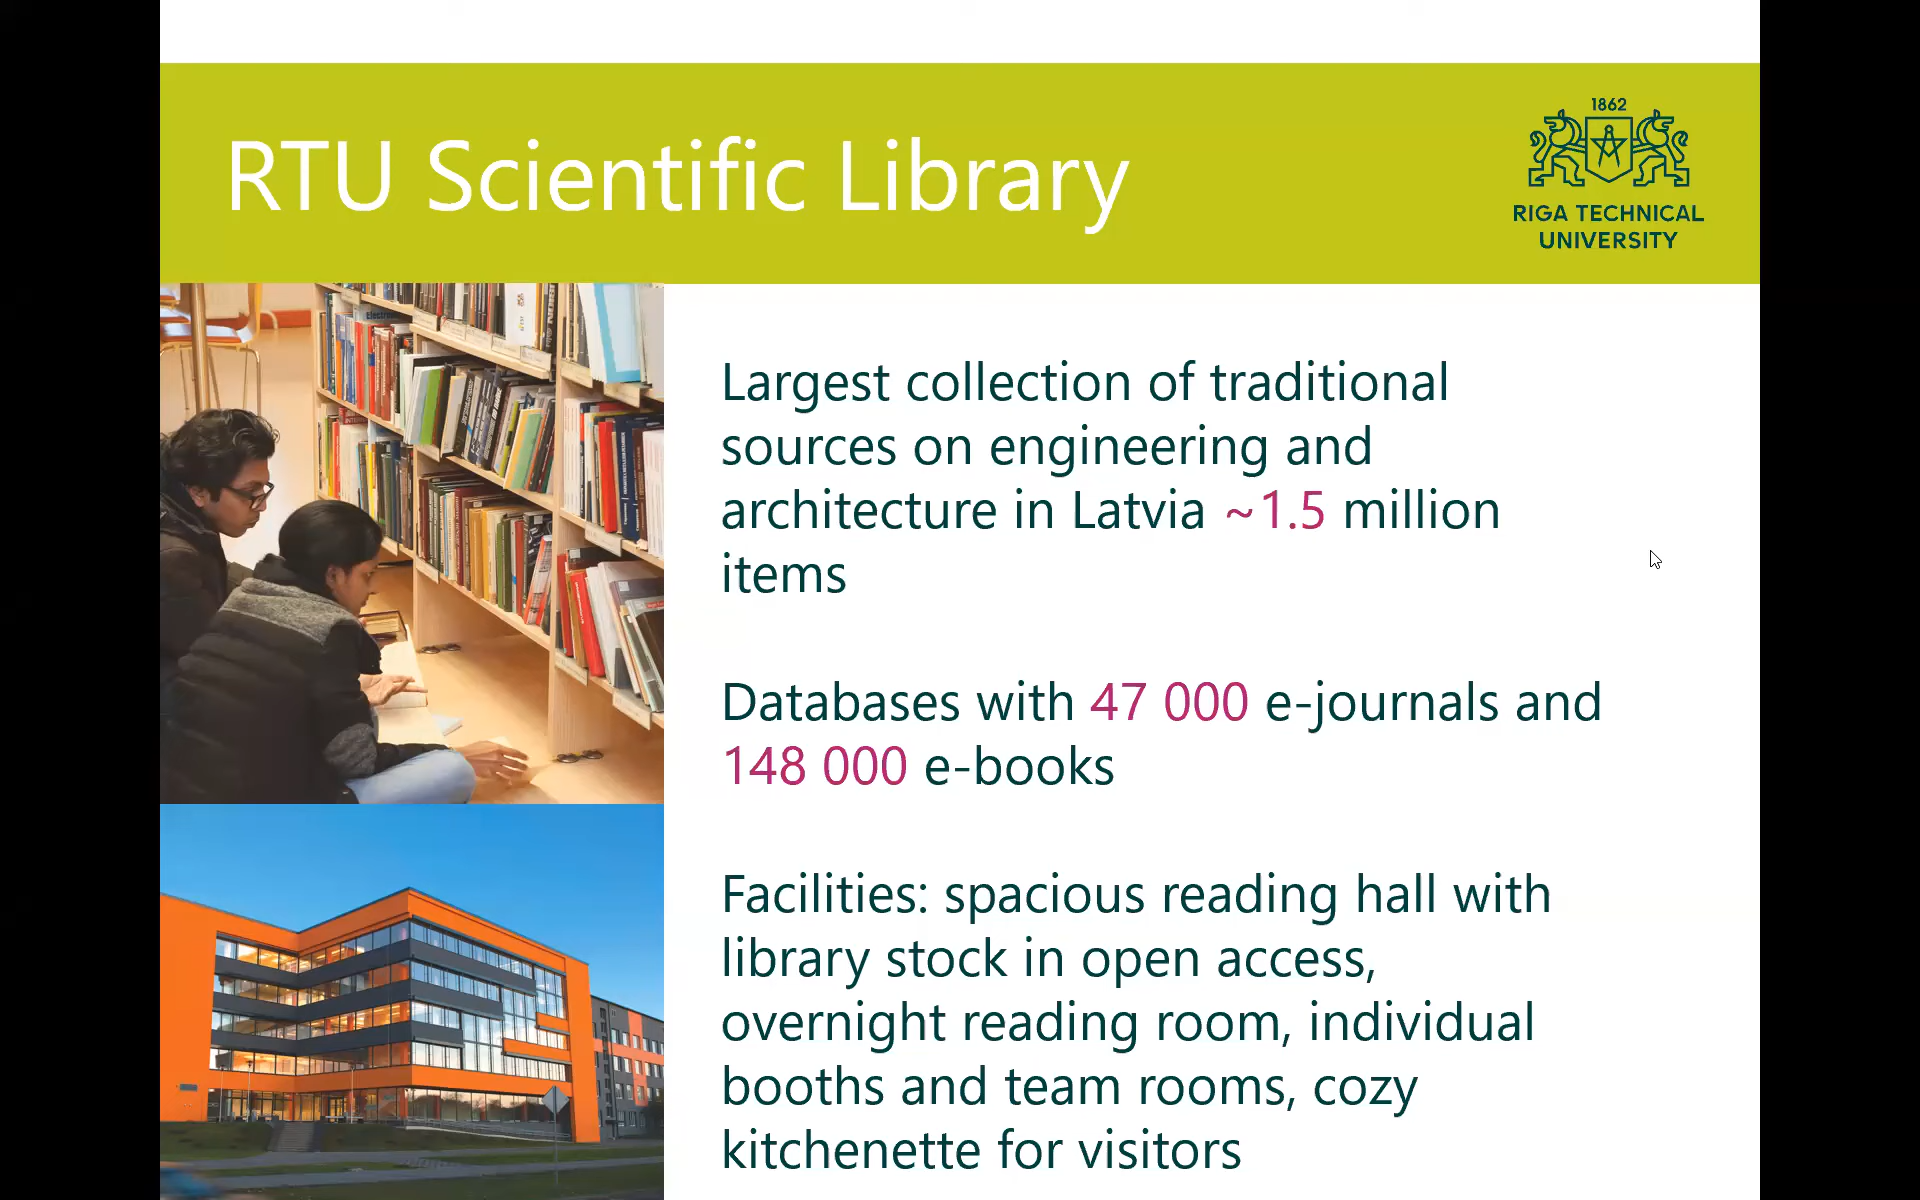 RTU Scientific Library
1862
RIGA TECHNICAL
UNIVERSITY
Largest collection of traditional
sources on engineering and
architecture in Latvia ~1.5 million
items
Databases with 47 000 e-journals and
148 000 e-books
Facilities: spacious reading hall with
library stock in open access,
overnight reading room, individual
booths and team rooms, cozy
kitchenette for visitors